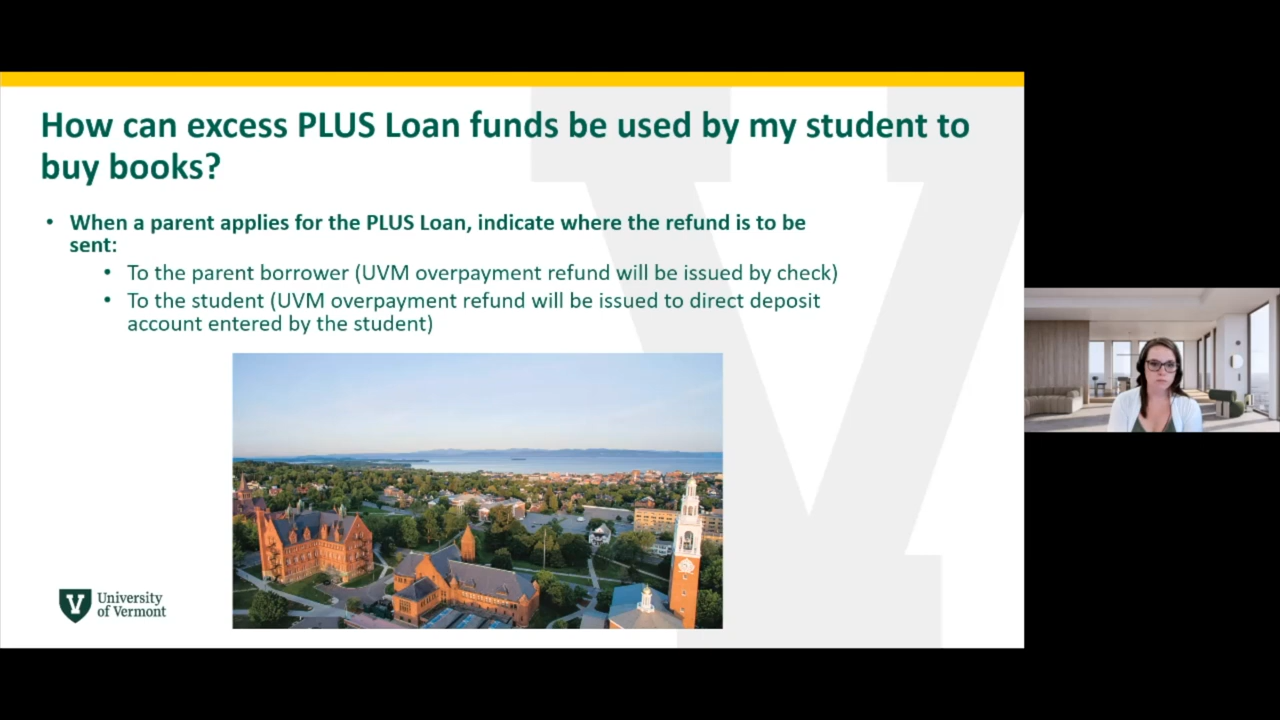 How can excess PLUS Loan funds be used by my student to
buy books?
• When a parent applies for the PLUS Loan, indicate where the refund is to be
sent:
• To the parent borrower (UVM overpayment refund will be issued by check)
• To the student (UVM overpayment refund will be issued to direct deposit
account entered by the student)
University
of Vermont